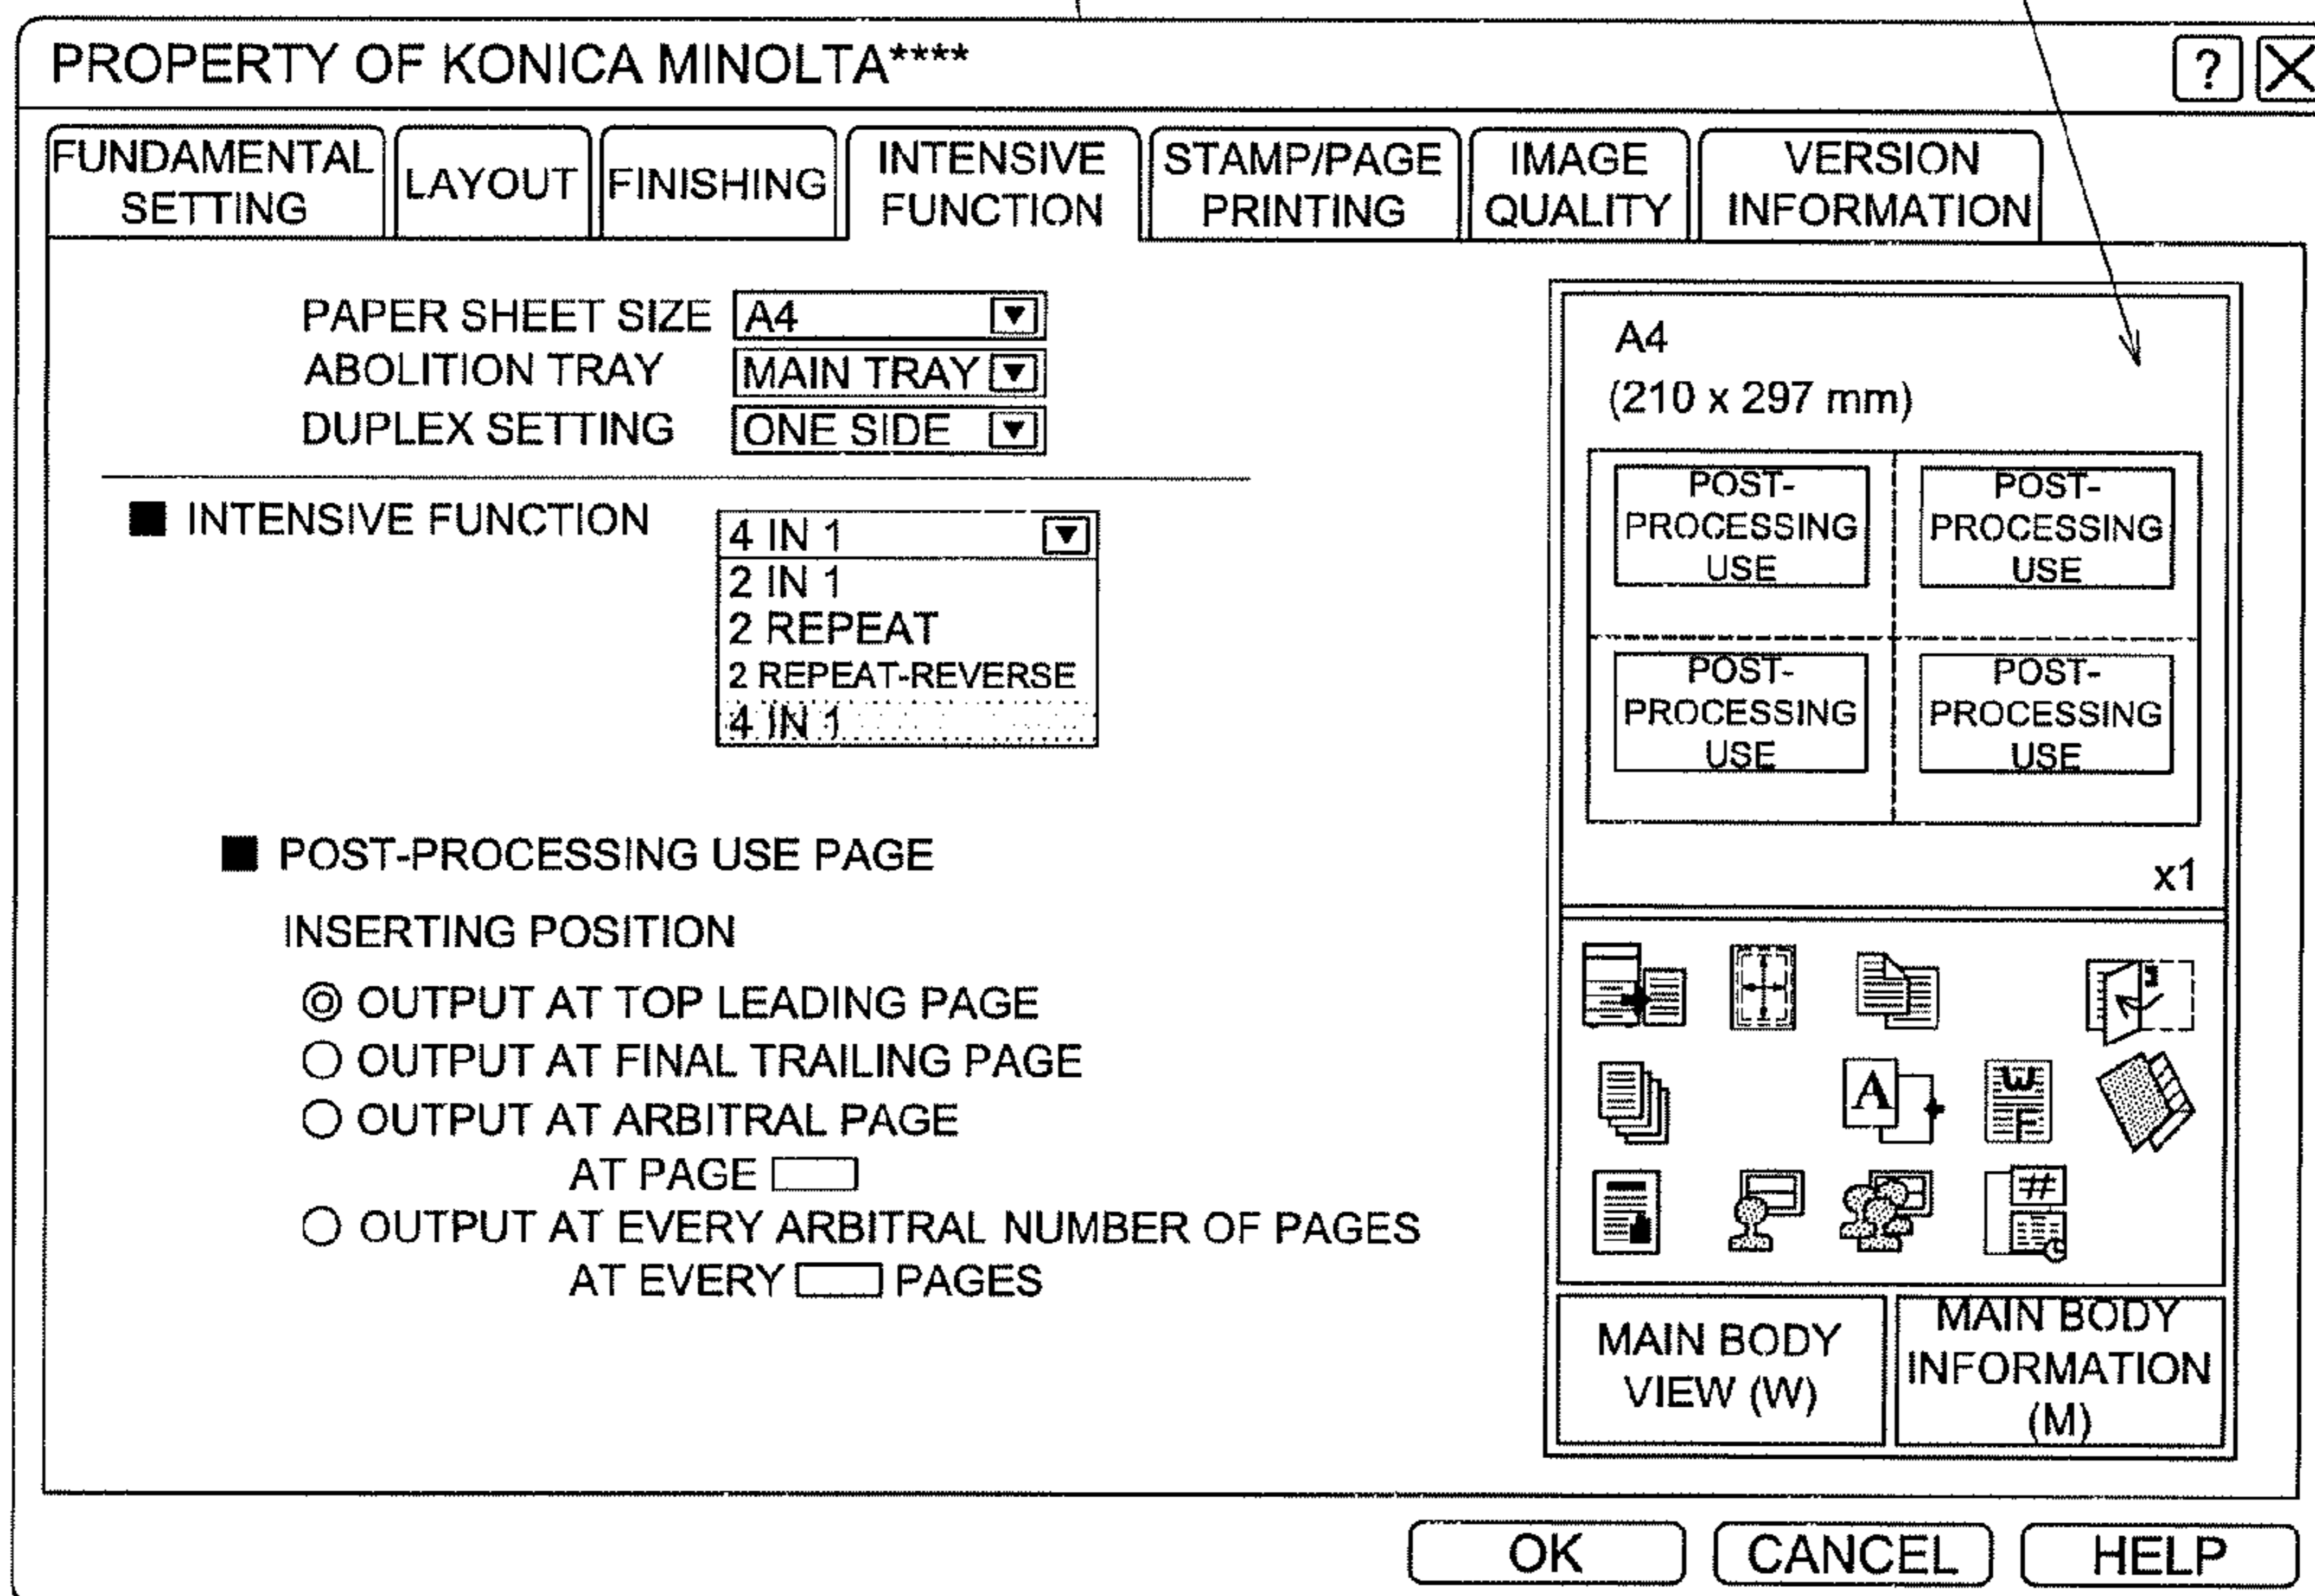 PROPERTY OF KONICA MINOLTA****
?
FUNDAMENTAL
SETTING
LAYOUT
FINISHING
INTENSIVE
FUNCTION
STAMP/PAGE
PRINTING
IMAGE
QUALITY
VERSION
INFORMATION
PAPER SHEET SIZE A4
ABOLITION TRAY MAIN TRAY
DUPLEX SETTING ONE SIDE
INTENSIVE FUNCTION
4 IN 1
2 IN 1
2 REPEAT
2 REPEAT-REVERSE
4 IN 1
POST-PROCESSING USE PAGE
INSERTING POSITION
OUTPUT AT TOP LEADING PAGE
OUTPUT AT FINAL TRAILING PAGE
OUTPUT AT ARBITRAL PAGE
AT PAGE
OUTPUT AT EVERY ARBITRAL NUMBER OF PAGES
AT EVERY PAGES
A4
(210 x 297 mm)
POST-
PROCESSING
USE
POST-
PROCESSING
USE
POST-
PROCESSING
USE
POST-
PROCESSING
USE
x1
A
#
MAIN BODY
VIEW (W)
MAIN BODY
INFORMATION
(M)
OK
CANCEL
HELP